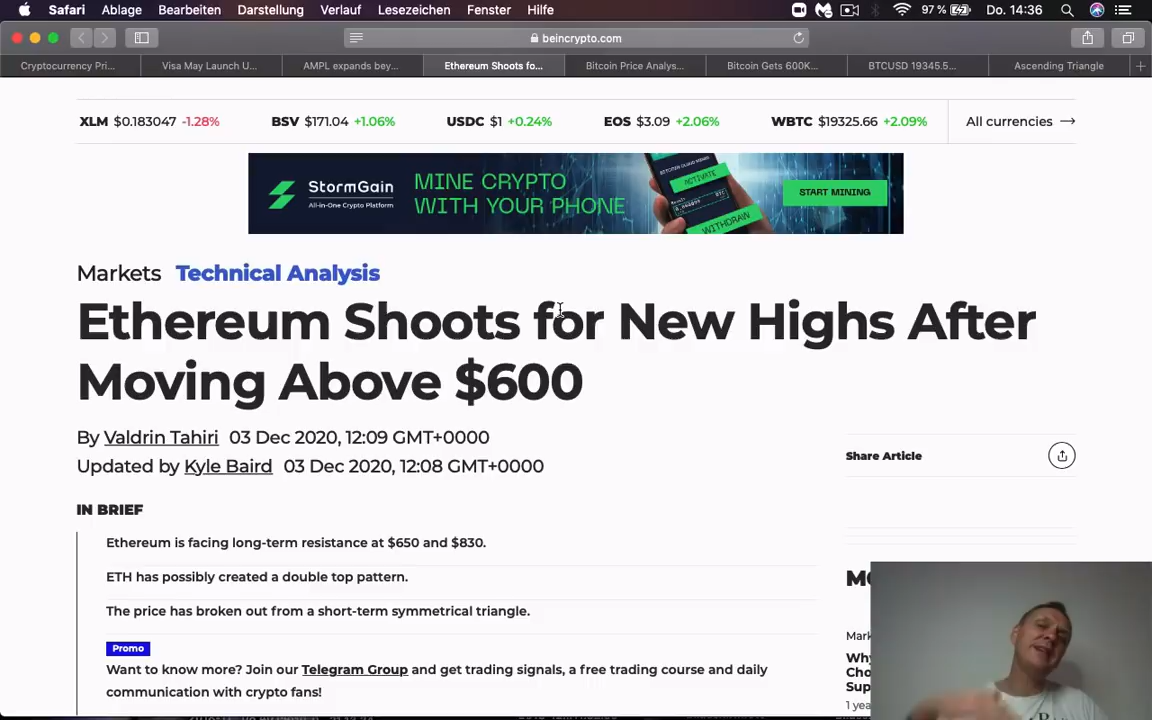 Safari Ablage Bearbeiten Darstellung Verlauf Lesezeichen Fenster Hilfe 97 % Do. 14:36
beincrypto.com
Cryptocurrency Pri... Visa May Launch U... AMPL expands bey... Ethereum Shoots fo... Bitcoin Price Analys... Bitcoin Gets 600K... BTCUSD 19345.5... Ascending Triangle
XLM $0.183047 -1.28% BSV $171.04 +1.06% USDC $1 +0.24% EOS $3.09 +2.06% WBTC $19325.66 +2.09% All currencies
StormGain
All-in-One Crypto Platform
MINE CRYPTO
WITH YOUR PHONE
ACTIVATE
WITHDRAW
START MINING
Markets Technical Analysis
Ethereum Shoots for New Highs After
Moving Above $600
By Valdrin Tahiri 03 Dec 2020, 12:09 GMT+0000
Updated by Kyle Baird 03 Dec 2020, 12:08 GMT+0000
Share Article
IN BRIEF
Ethereum is facing long-term resistance at $650 and $830.
ETH has possibly created a double top pattern.
The price has broken out from a short-term symmetrical triangle.
Promo
Want to know more? Join our Telegram Group and get trading signals, a free trading course and daily
communication with crypto fans!